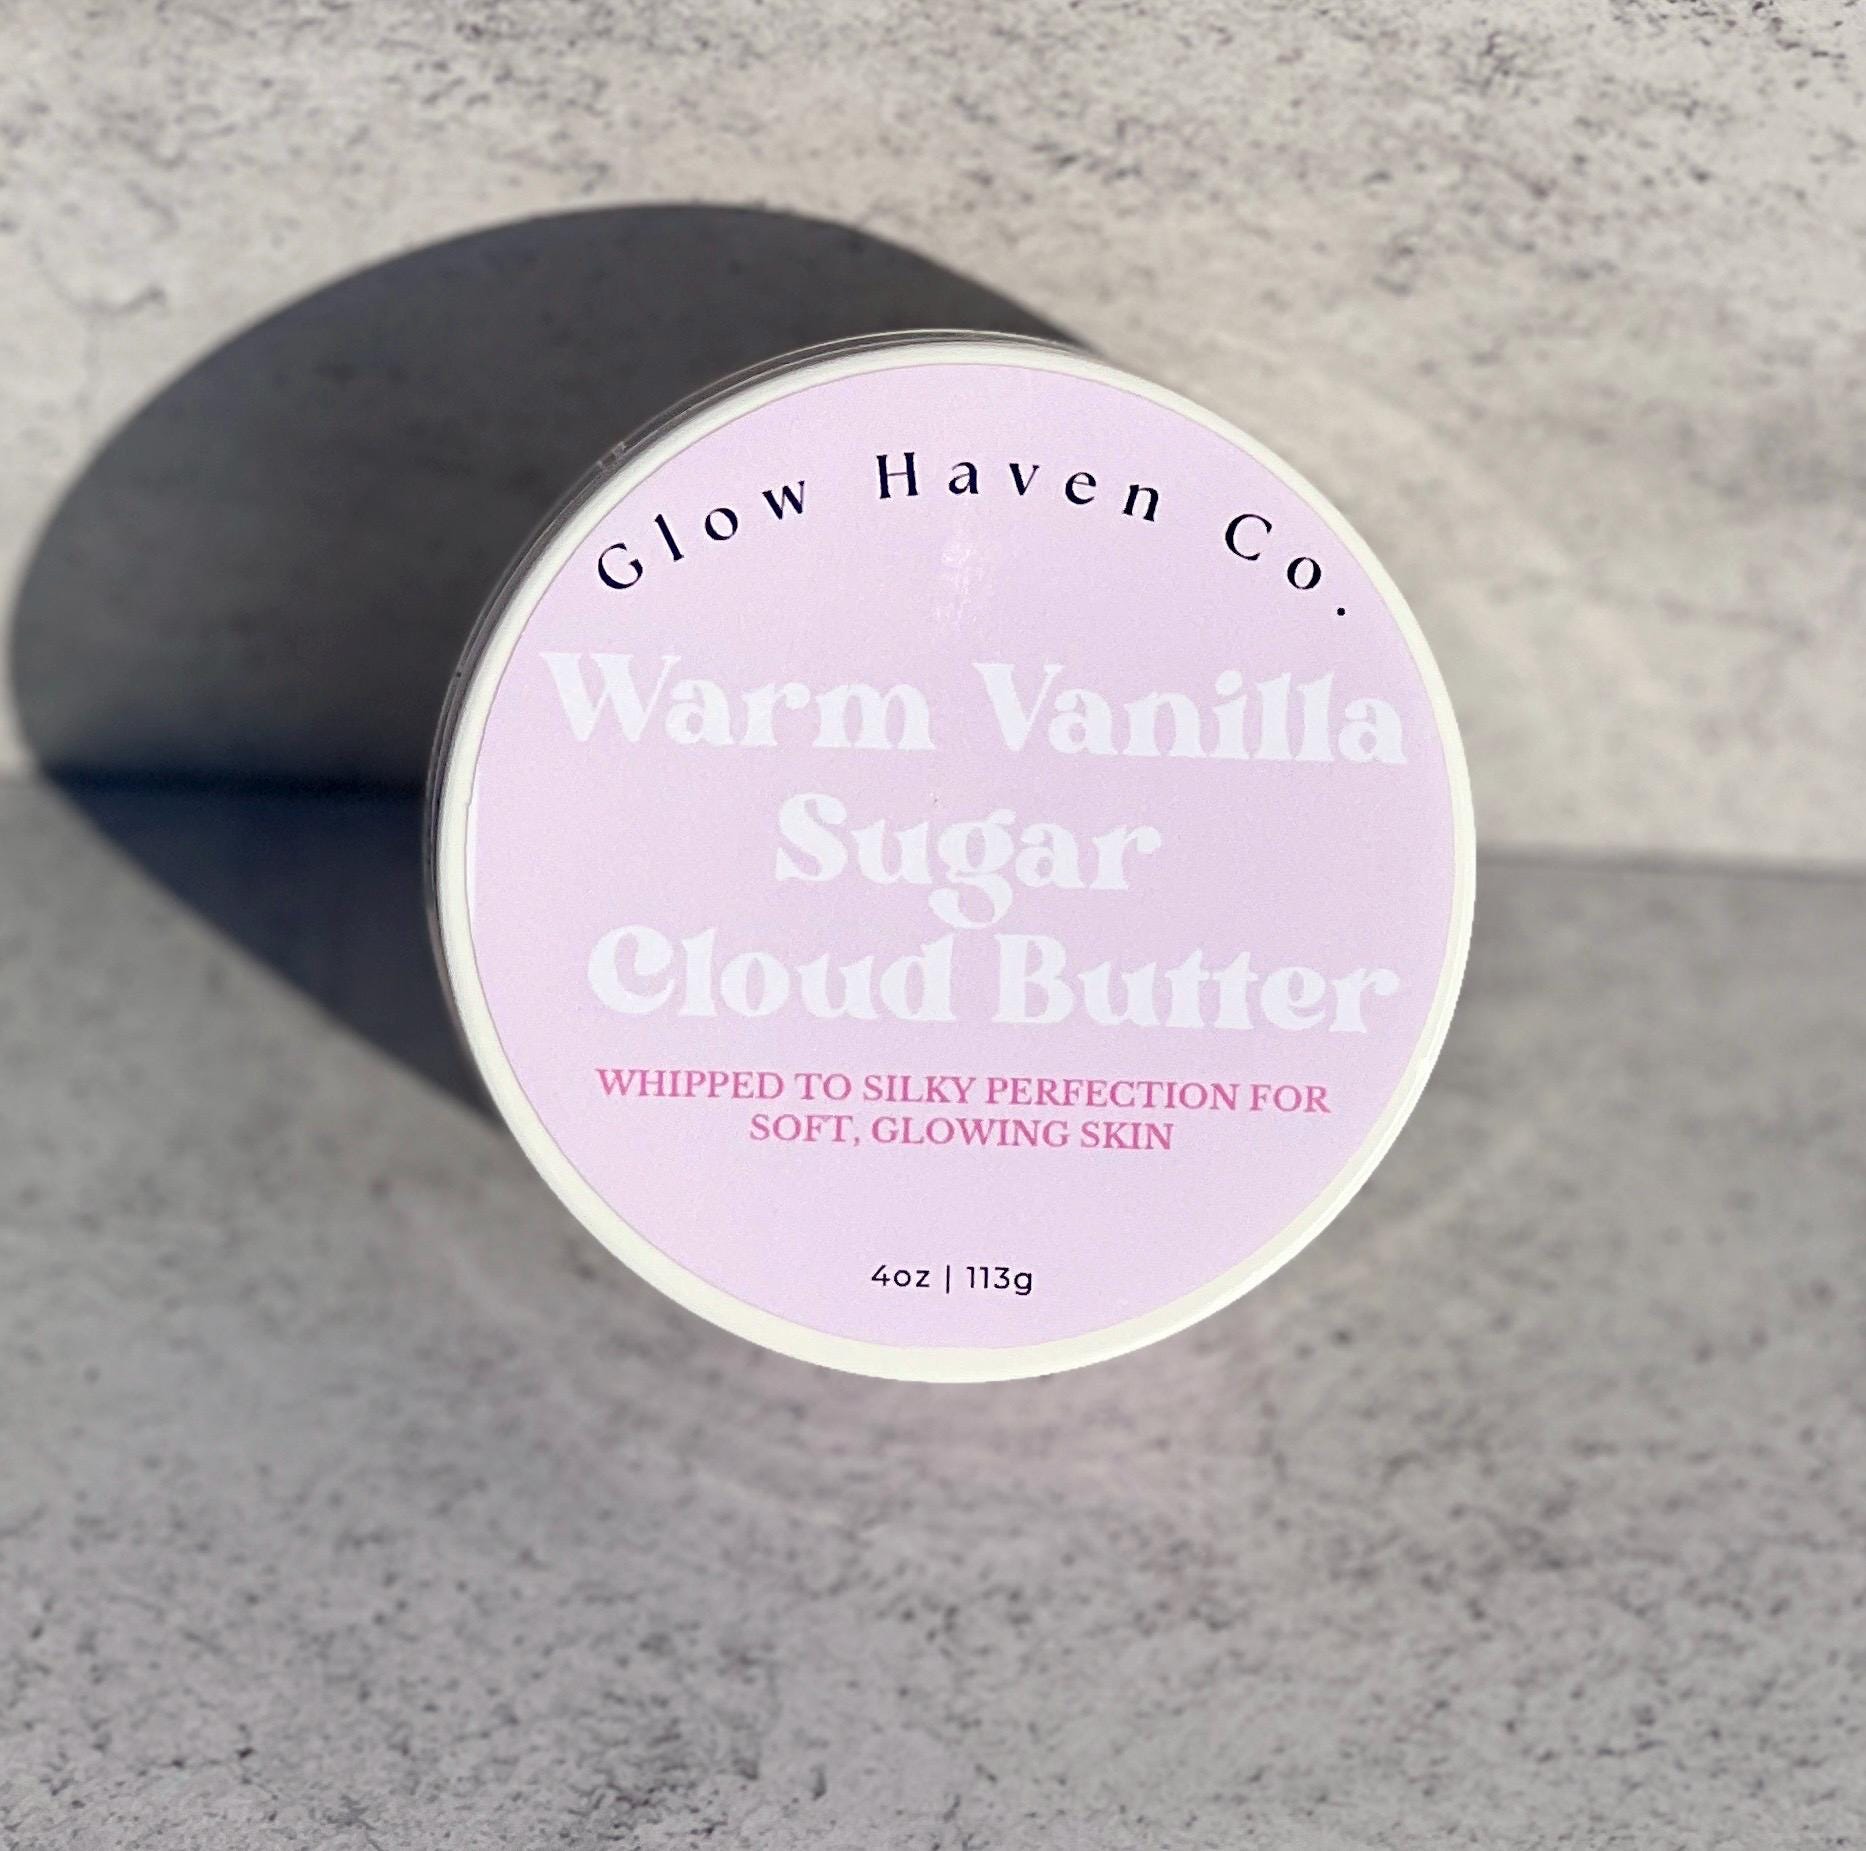 Glow Haven Co.
Warm Vanilla
Sugar
Cloud Butter
WHIPPED TO SILKY PERFECTION FOR
SOFT, GLOWING SKIN
4oz | 113g